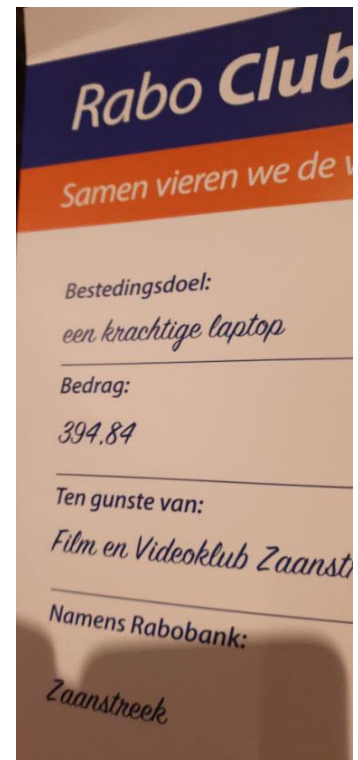 Rabo Club
Samen vieren we de v
Bestedingsdoel:
een krachtige laptop
Bedrag:
394,84
Ten gunste van:
Film en Videoklub Zaanstr
Namens Rabobank:
Zaanstreek